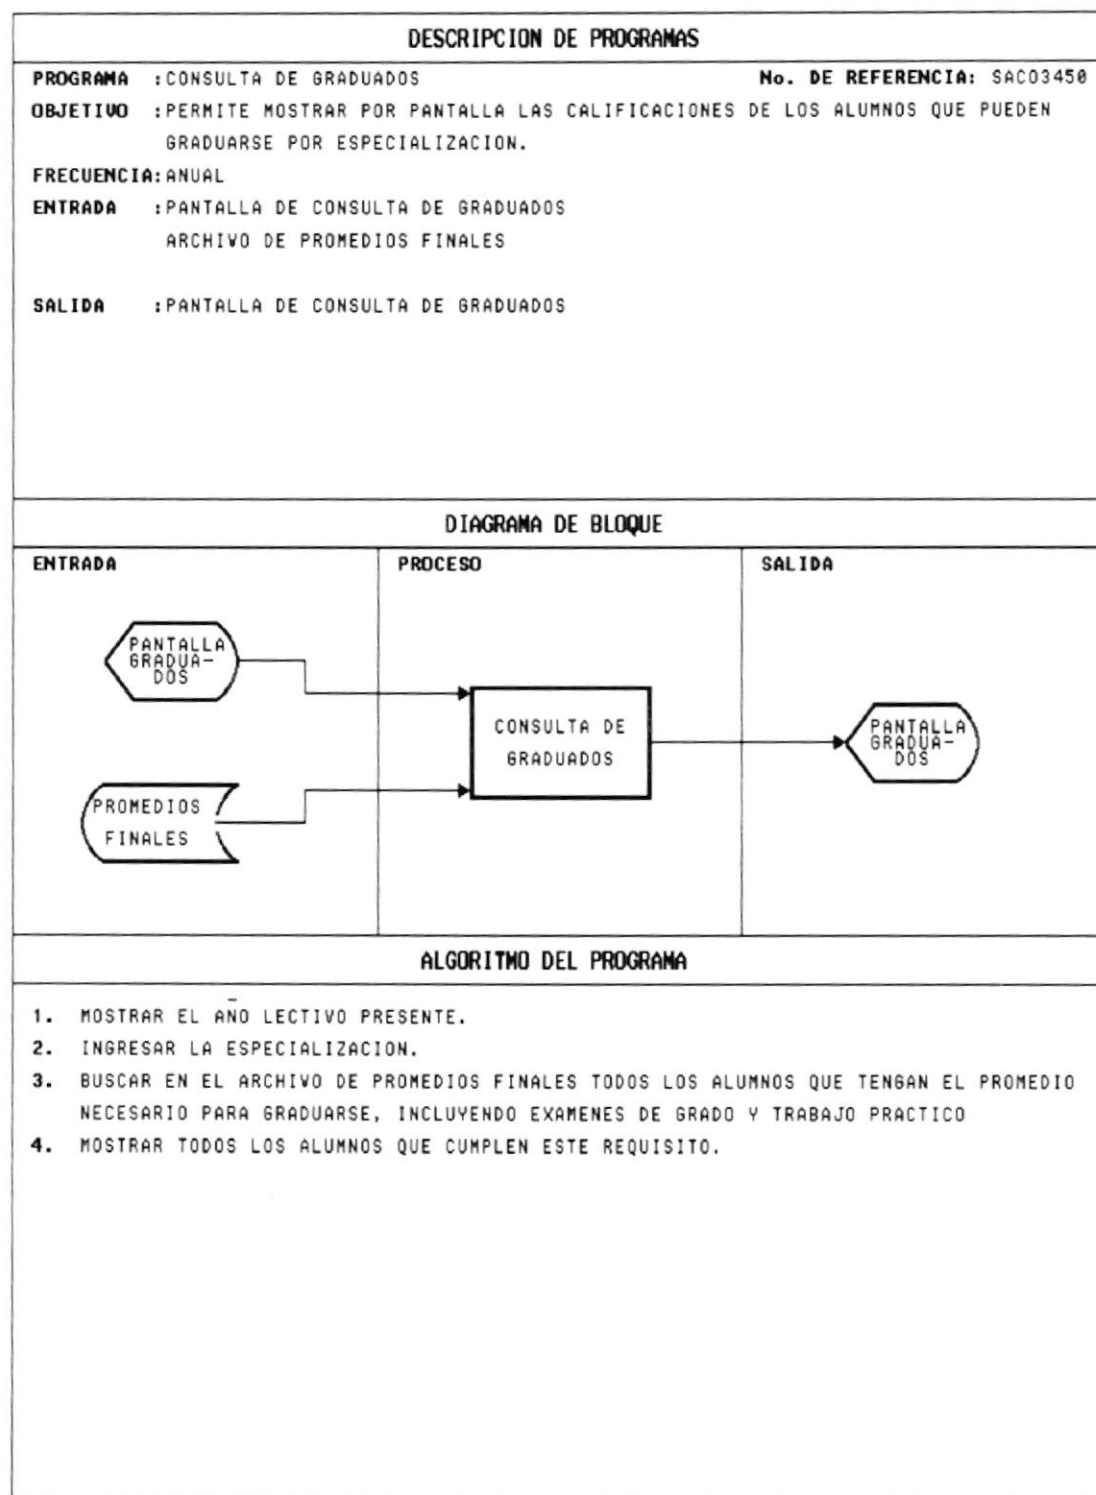 DESCRIPCION DE PROGRAMAS
PROGRAMA :CONSULTA DE GRADUADOS No. DE REFERENCIA: SACO3450
OBJETIVO :PERMITE MOSTRAR POR PANTALLA LAS CALIFICACIONES DE LOS ALUMNOS QUE PUEDEN
GRADUARSE POR ESPECIALIZACION.
FRECUENCIA:ANUAL
ENTRADA :PANTALLA DE CONSULTA DE GRADUADOS
ARCHIVO DE PROMEDIOS FINALES
SALIDA :PANTALLA DE CONSULTA DE GRADUADOS
DIAGRAMA DE BLOQUE
ENTRADA PROCESO SALIDA
PANTALLA
GRADUA-
DOS
CONSULTA DE
GRADUADOS
PANTALLA
GRADUA-
DOS
PROMEDIOS
FINALES
ALGORITMO DEL PROGRAMA
1. MOSTRAR EL AÑO LECTIVO PRESENTE.
2. INGRESAR LA ESPECIALIZACION.
3. BUSCAR EN EL ARCHIVO DE PROMEDIOS FINALES TODOS LOS ALUMNOS QUE TENGAN EL PROMEDIO
NECESARIO PARA GRADUARSE, INCLUYENDO EXAMENES DE GRADO Y TRABAJO PRACTICO
4. MOSTRAR TODOS LOS ALUMNOS QUE CUMPLEN ESTE REQUISITO.